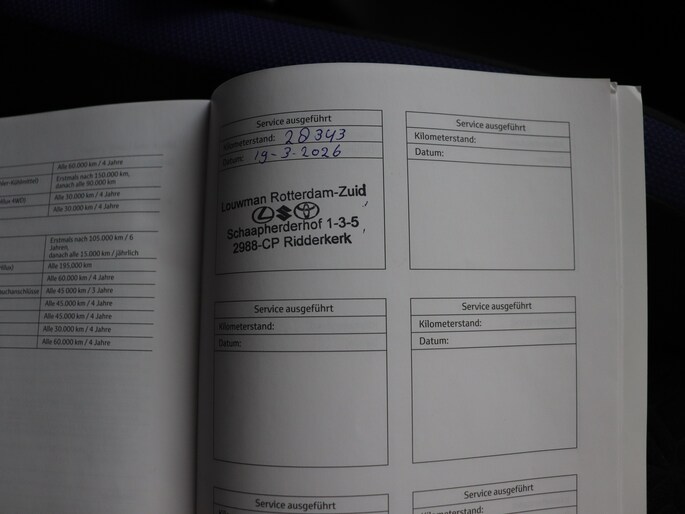 Alle 60.000 km / 4 Jahre
Erstmals nach 150.000 km,
danach alle 90.000 km
Alle 30.000 km / 4 Jahre
Alle 30.000 km / 4 Jahre
Erstmals nach 105.000 km / 6
Jahren,
danach alle 15.000 km / jährlich
Alle 195.000 km
Alle 60.000 km / 4 Jahre
Alle 45.000 km / 3 Jahre
Alle 45.000 km / 4 Jahre
Alle 45.000 km / 4 Jahre
Alle 30.000 km / 4 Jahre
Alle 60.000 km / 4 Jahre
Service ausgeführt
Kilometerstand: 28343
Datum: 19-3-2026
Louwman Rotterdam-Zuid
Schaapherderhof 1-3-5
2988-CP Ridderkerk
Service ausgeführt
Kilometerstand:
Datum:
Service ausgeführt
Kilometerstand:
Datum:
Service ausgeführt
Kilometerstand:
Datum:
Service ausgeführt
Service ausgeführt